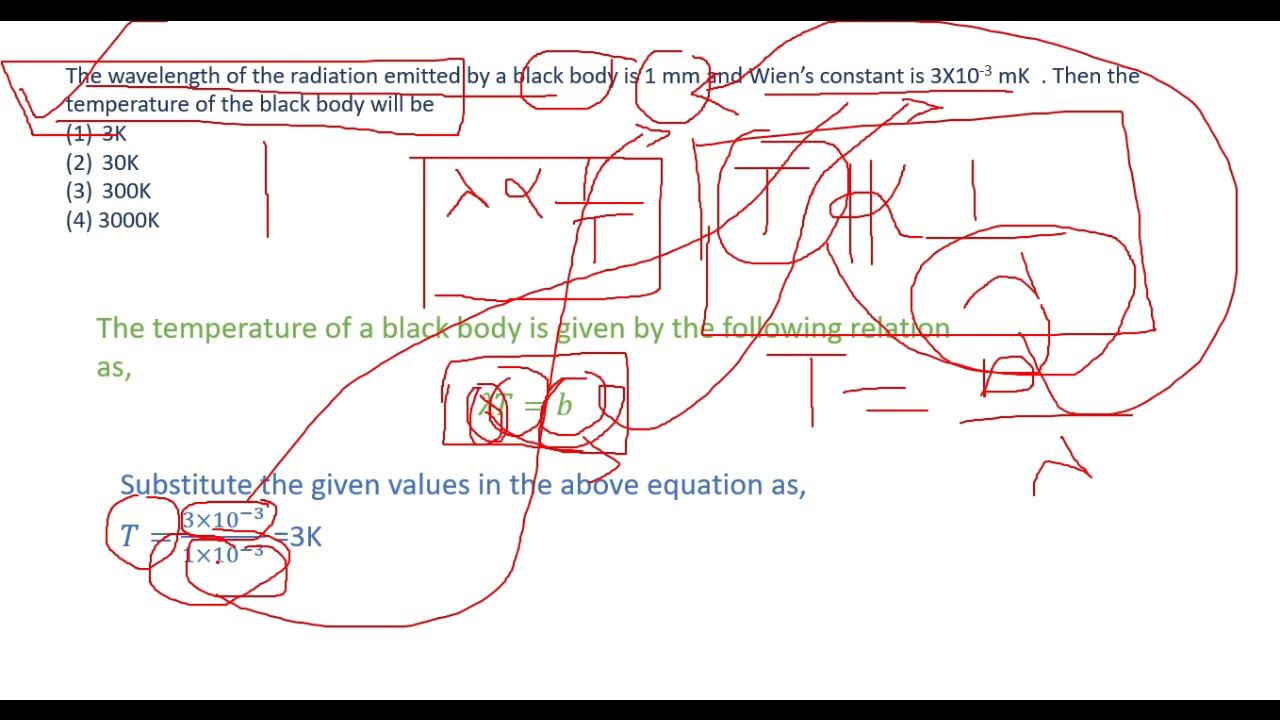 The wavelength of the radiation emitted by a black body is 1 mm and Wien's constant is 3X10⁻³ mK . Then the
temperature of the black body will be
(1) 3K
(2) 30K
(3) 300K
(4) 3000K
λ α 1/T
T α 1/λ
The temperature of a black body is given by the following relation
as,
λT = b
T = b/λ
Substitute the given values in the above equation as,
T = 3×10⁻³/1×10⁻³ =3K